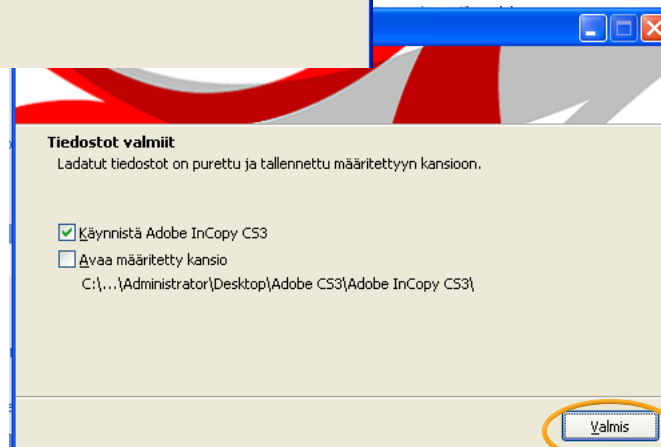 Tiedostot valmiit
Ladatut tiedostot on purettu ja tallennettu määritettyyn kansioon.
Käynnistä Adobe InCopy CS3
Avaa määritetty kansio
C:\...\Administrator\Desktop\Adobe CS3\Adobe InCopy CS3\
Valmis